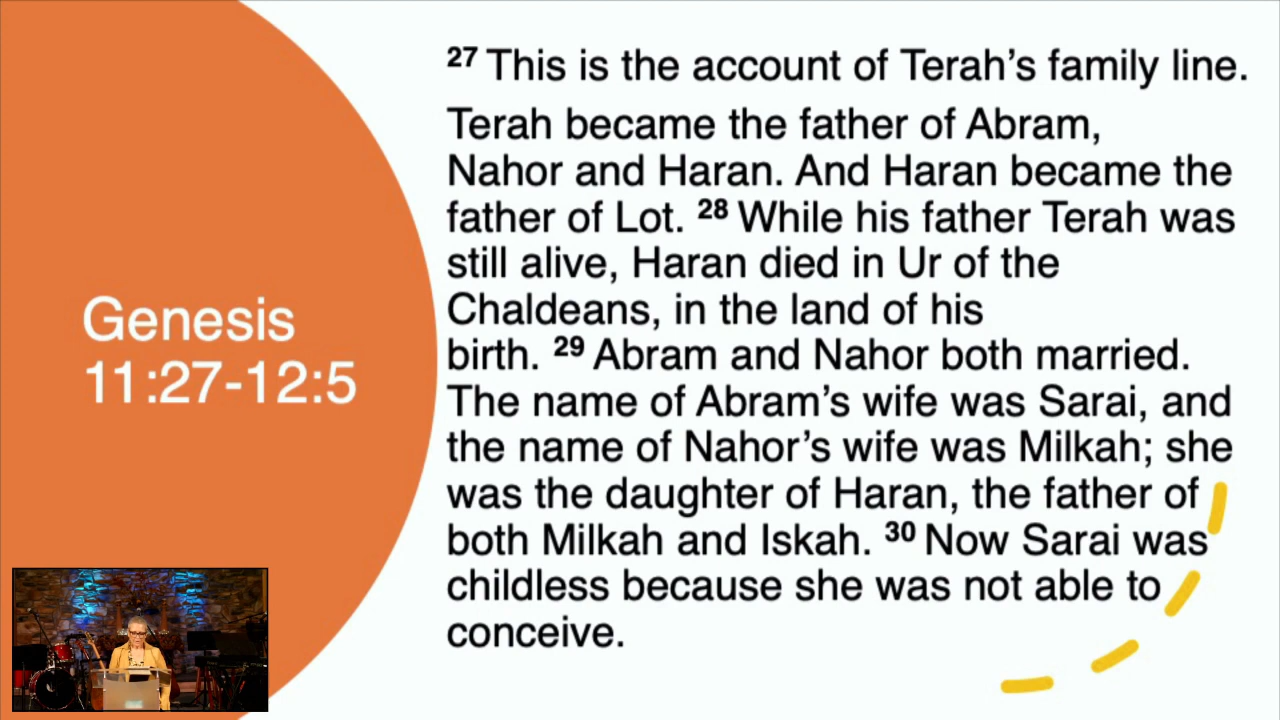 Genesis
11:27-12:5
27 This is the account of Terah’s family line.
Terah became the father of Abram,
Nahor and Haran. And Haran became the
father of Lot. 28 While his father Terah was
still alive, Haran died in Ur of the
Chaldeans, in the land of his
birth. 29 Abram and Nahor both married.
The name of Abram’s wife was Sarai, and
the name of Nahor’s wife was Milkah; she
was the daughter of Haran, the father of
both Milkah and Iskah. 30 Now Sarai was
childless because she was not able to
conceive.